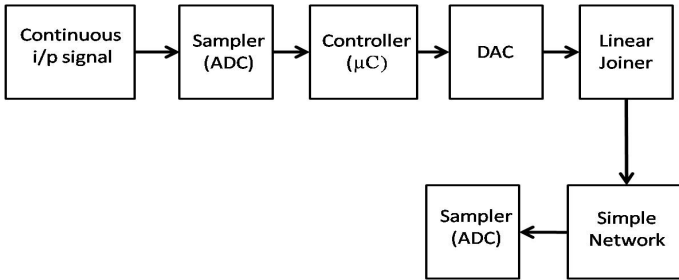 Continuous
i/p signal
Sampler
(ADC)
Controller
(μC)
DAC
Linear
Joiner
Sampler
(ADC)
Simple
Network